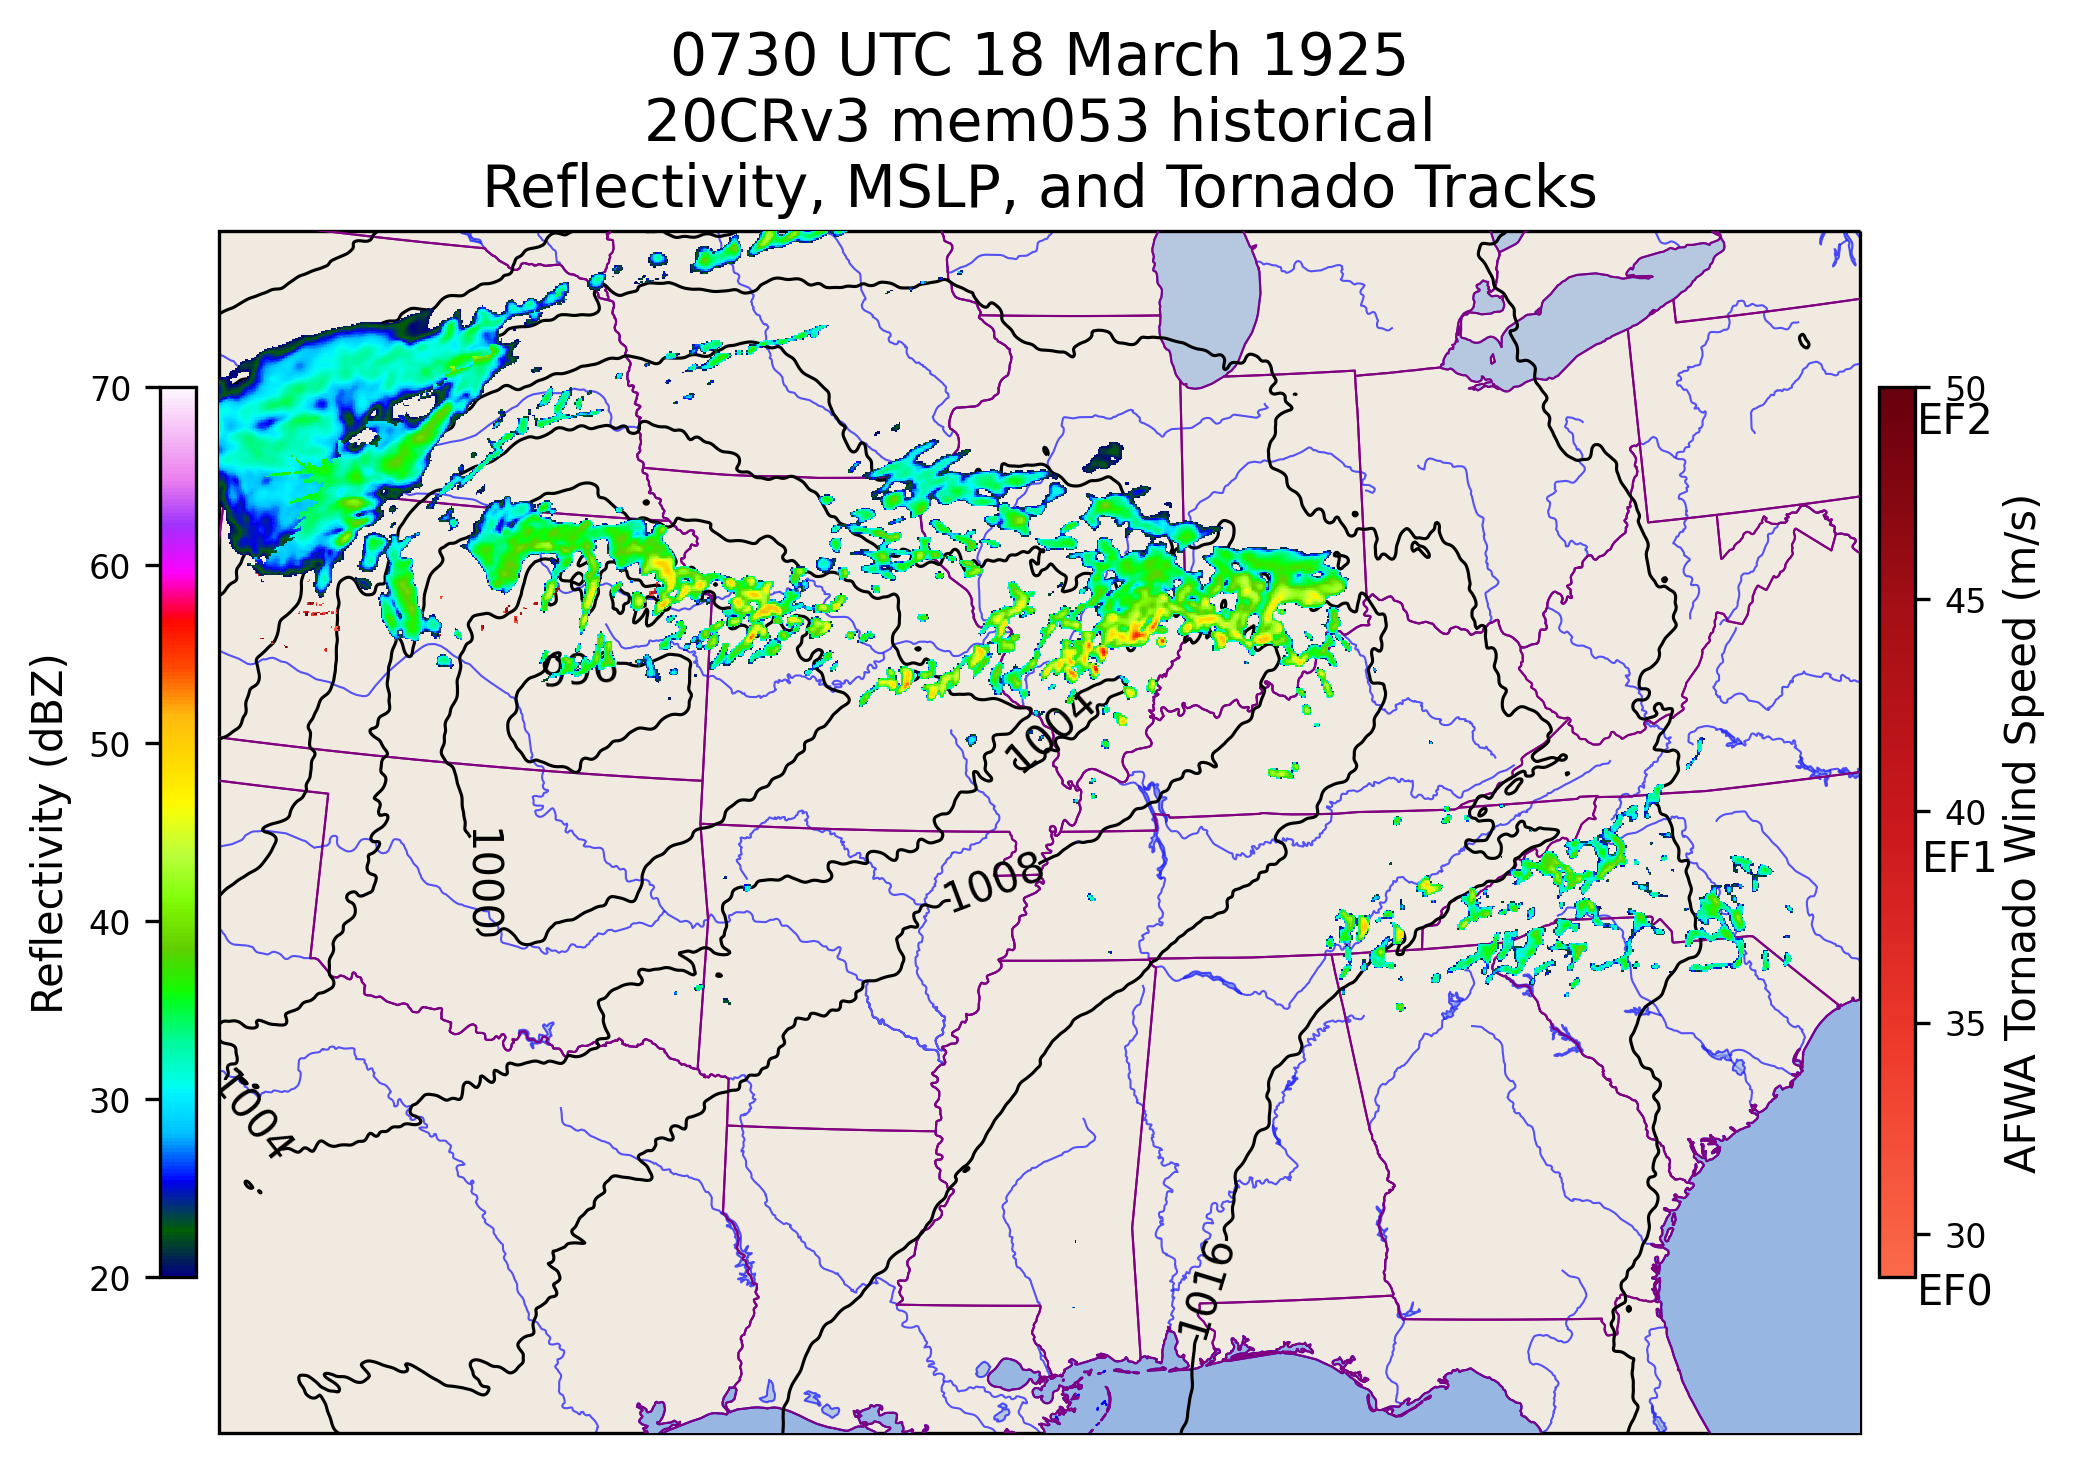 0730 UTC 18 March 1925
20CRv3 mem053 historical
Reflectivity, MSLP, and Tornado Tracks
70
60
50
40
30
20
Reflectivity (dBZ)
996
1004
1000
1008
1004
1016
50
EF2
45
40
EF1
35
30
EF0
AFWA Tornado Wind Speed (m/s)